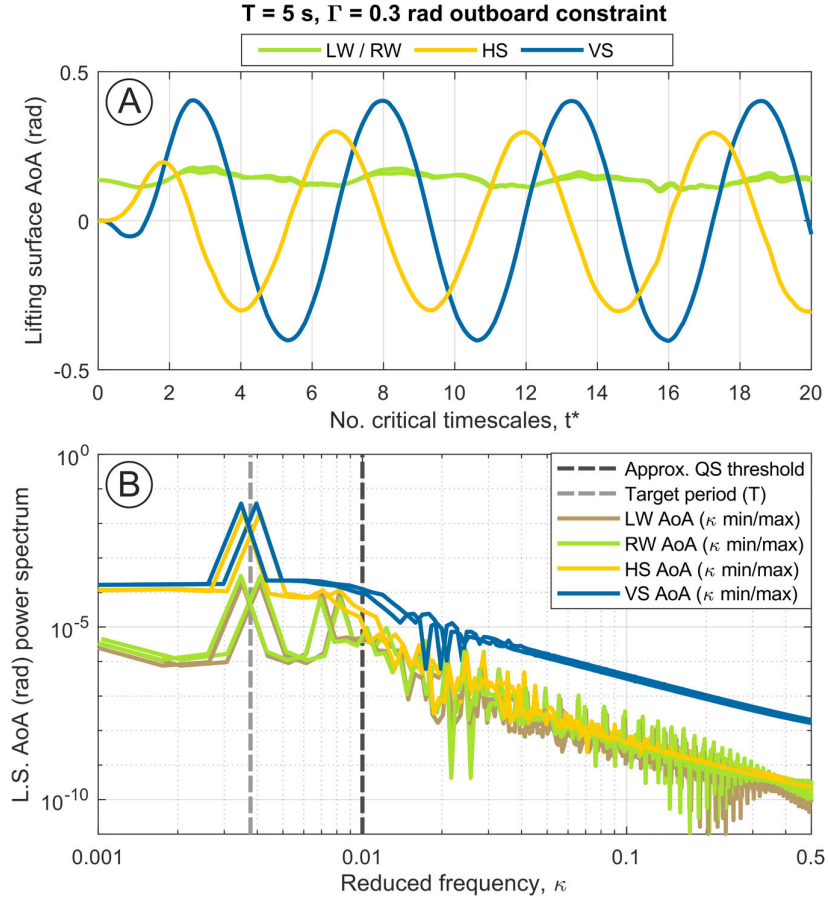 T = 5 s, Γ = 0.3 rad outboard constraint
LW / RW HS VS
A
Lifting surface AoA (rad)
0.5
0
-0.5
0 2 4 6 8 10 12 14 16 18 20
No. critical timescales, t*
B
L.S. AoA (rad) power spectrum
10^0
10^-5
10^-10
Approx. QS threshold
Target period (T)
LW AoA (κ min/max)
RW AoA (κ min/max)
HS AoA (κ min/max)
VS AoA (κ min/max)
0.001 0.01 0.1 0.5
Reduced frequency, κ